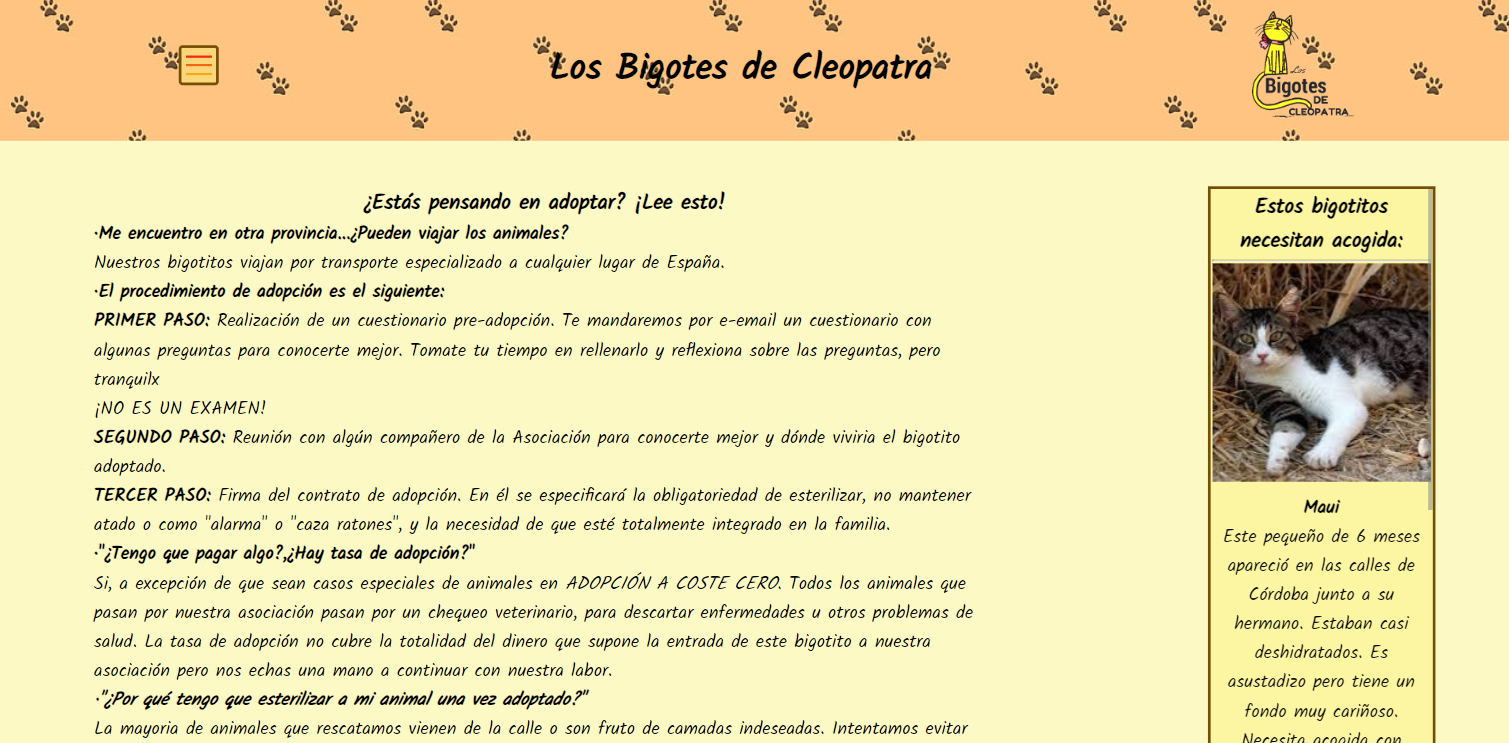 Los Bigotes de Cleopatra
Los
Bigotes
DE
CLEOPATRA
¿Estás pensando en adoptar? ¡Lee esto!
·Me encuentro en otra provincia...¿Pueden viajar los animales?
Nuestros bigotitos viajan por transporte especializado a cualquier lugar de España.
·El procedimiento de adopción es el siguiente:
PRIMER PASO: Realización de un cuestionario pre-adopción. Te mandaremos por e-email un cuestionario con
algunas preguntas para conocerte mejor. Tomate tu tiempo en rellenarlo y reflexiona sobre las preguntas, pero
tranquilx
¡NO ES UN EXAMEN!
SEGUNDO PASO: Reunión con algún compañero de la Asociación para conocerte mejor y dónde viviria el bigotito
adoptado.
TERCER PASO: Firma del contrato de adopción. En él se especificará la obligatoriedad de esterilizar, no mantener
atado o como "alarma" o "caza ratones", y la necesidad de que esté totalmente integrado en la familia.
·"¿Tengo que pagar algo?,¿Hay tasa de adopción?"
Si, a excepción de que sean casos especiales de animales en ADOPCIÓN A COSTE CERO. Todos los animales que
pasan por nuestra asociación pasan por un chequeo veterinario, para descartar enfermedades u otros problemas de
salud. La tasa de adopción no cubre la totalidad del dinero que supone la entrada de este bigotito a nuestra
asociación pero nos echas una mano a continuar con nuestra labor.
·"¿Por qué tengo que esterilizar a mi animal una vez adoptado?"
La mayoria de animales que rescatamos vienen de la calle o son fruto de camadas indeseadas. Intentamos evitar
Estos bigotitos
necesitan acogida:
Maui
Este pequeño de 6 meses
apareció en las calles de
Córdoba junto a su
hermano. Estaban casi
deshidratados. Es
asustadizo pero tiene un
fondo muy cariñoso.
Necesita acogida con